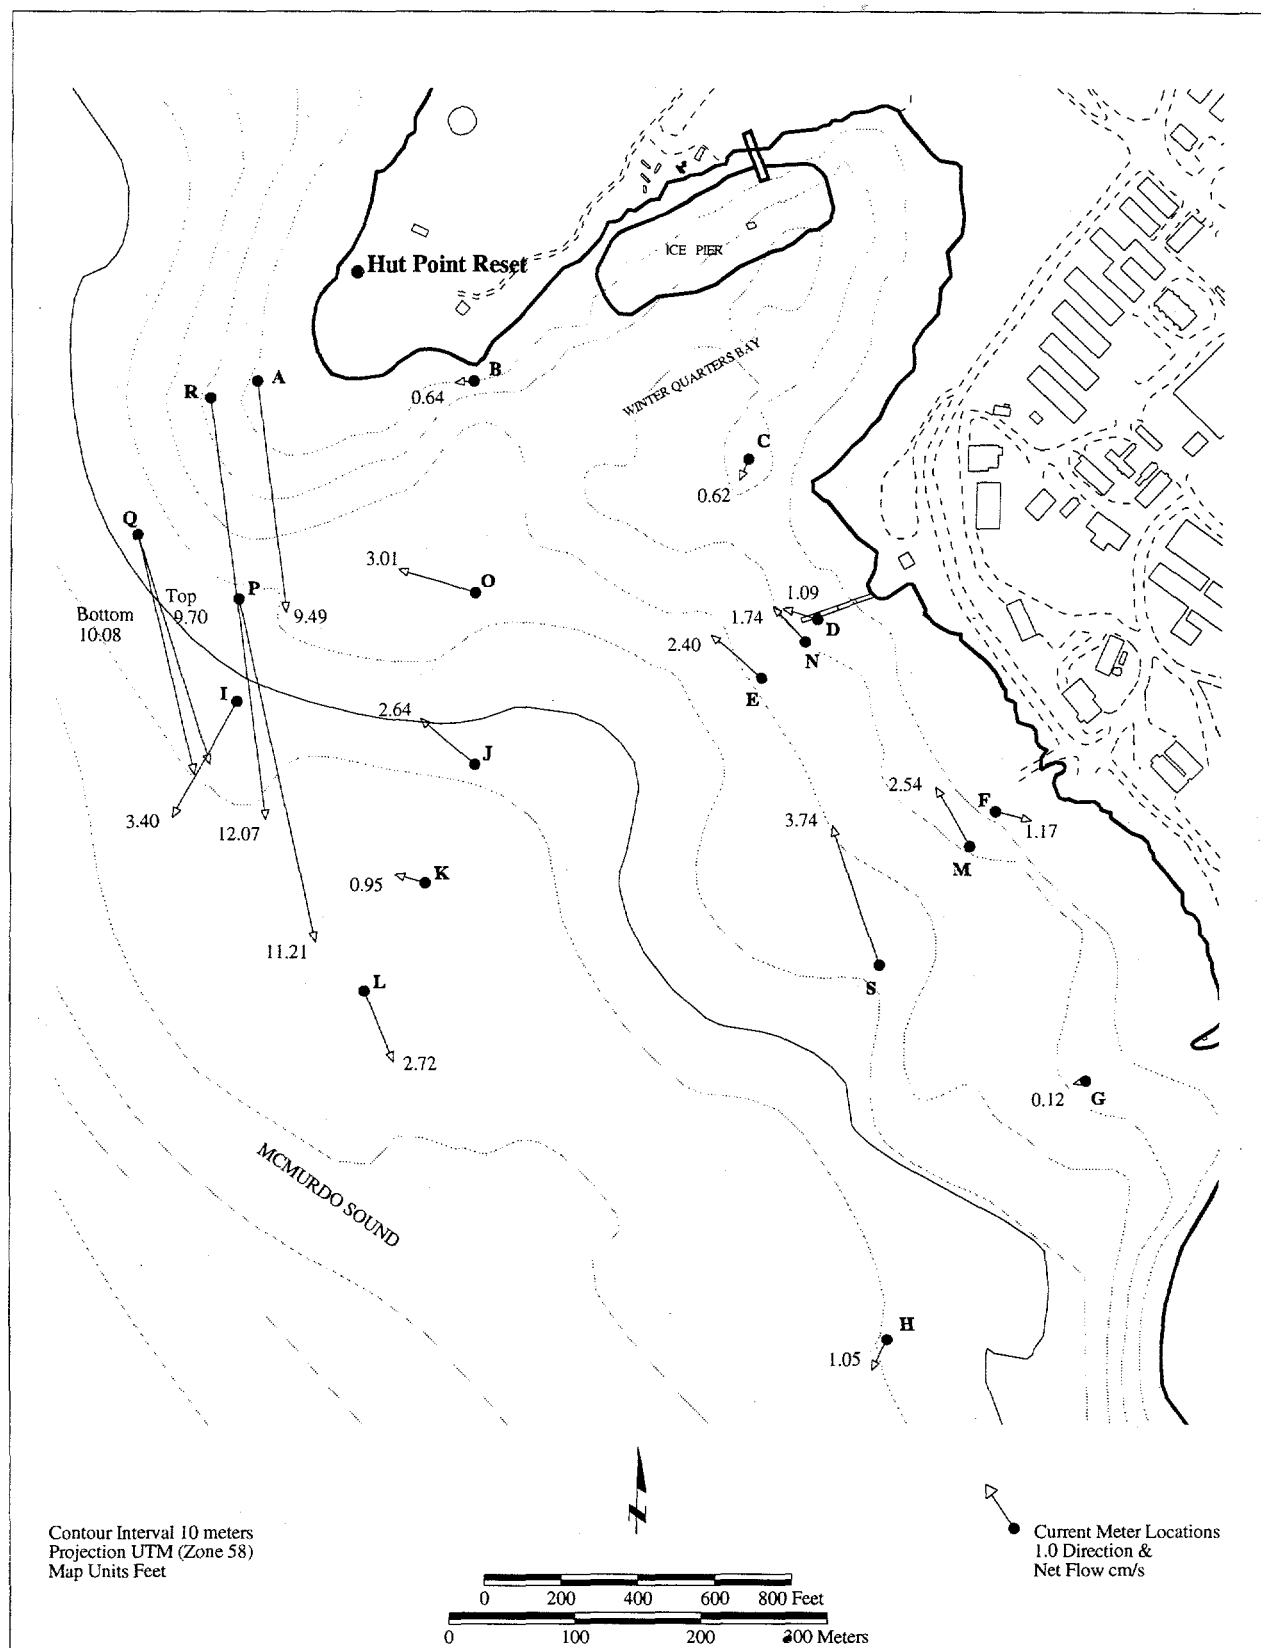 Hut Point Reset
ICE PIER
WINTER QUARTERS BAY
R
A
B
0.64
C
0.62
Q
Top
9.70
Bottom
10.08
P
9.49
3.01
O
1.09
1.74
D
N
2.40
E
I
2.64
J
3.40
12.07
2.54
F
1.17
M
3.74
K
0.95
11.21
L
S
2.72
0.12
G
MCMURDO SOUND
H
1.05
N
Contour Interval 10 meters
Projection UTM (Zone 58)
Map Units Feet
Current Meter Locations
1.0 Direction &
Net Flow cm/s
0 200 400 600 800 Feet
0 100 200 300 Meters